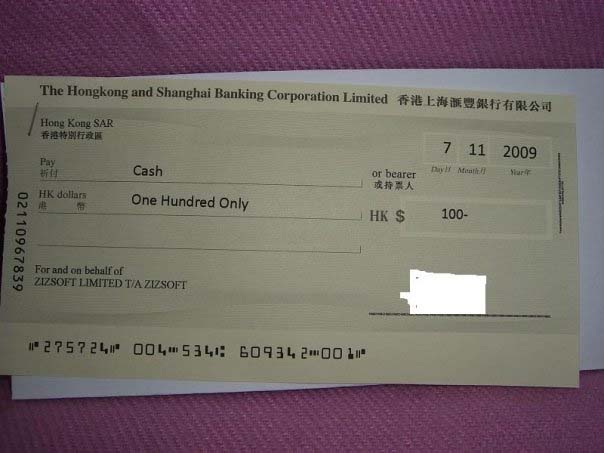 The Hongkong and Shanghai Banking Corporation Limited 香港上海滙豐銀行有限公司
Hong Kong SAR
香港特別行政區
7 11 2009
Day日 Month月 Year年
Pay
祈付
Cash
or bearer
或持票人
HK dollars
港幣
One Hundred Only
HK $ 100-
For and on behalf of
ZIZSOFT LIMITED T/A ZIZSOFT
02110967839
⑈275724⑈ 004⑉534⑆ 609342⑉001⑈